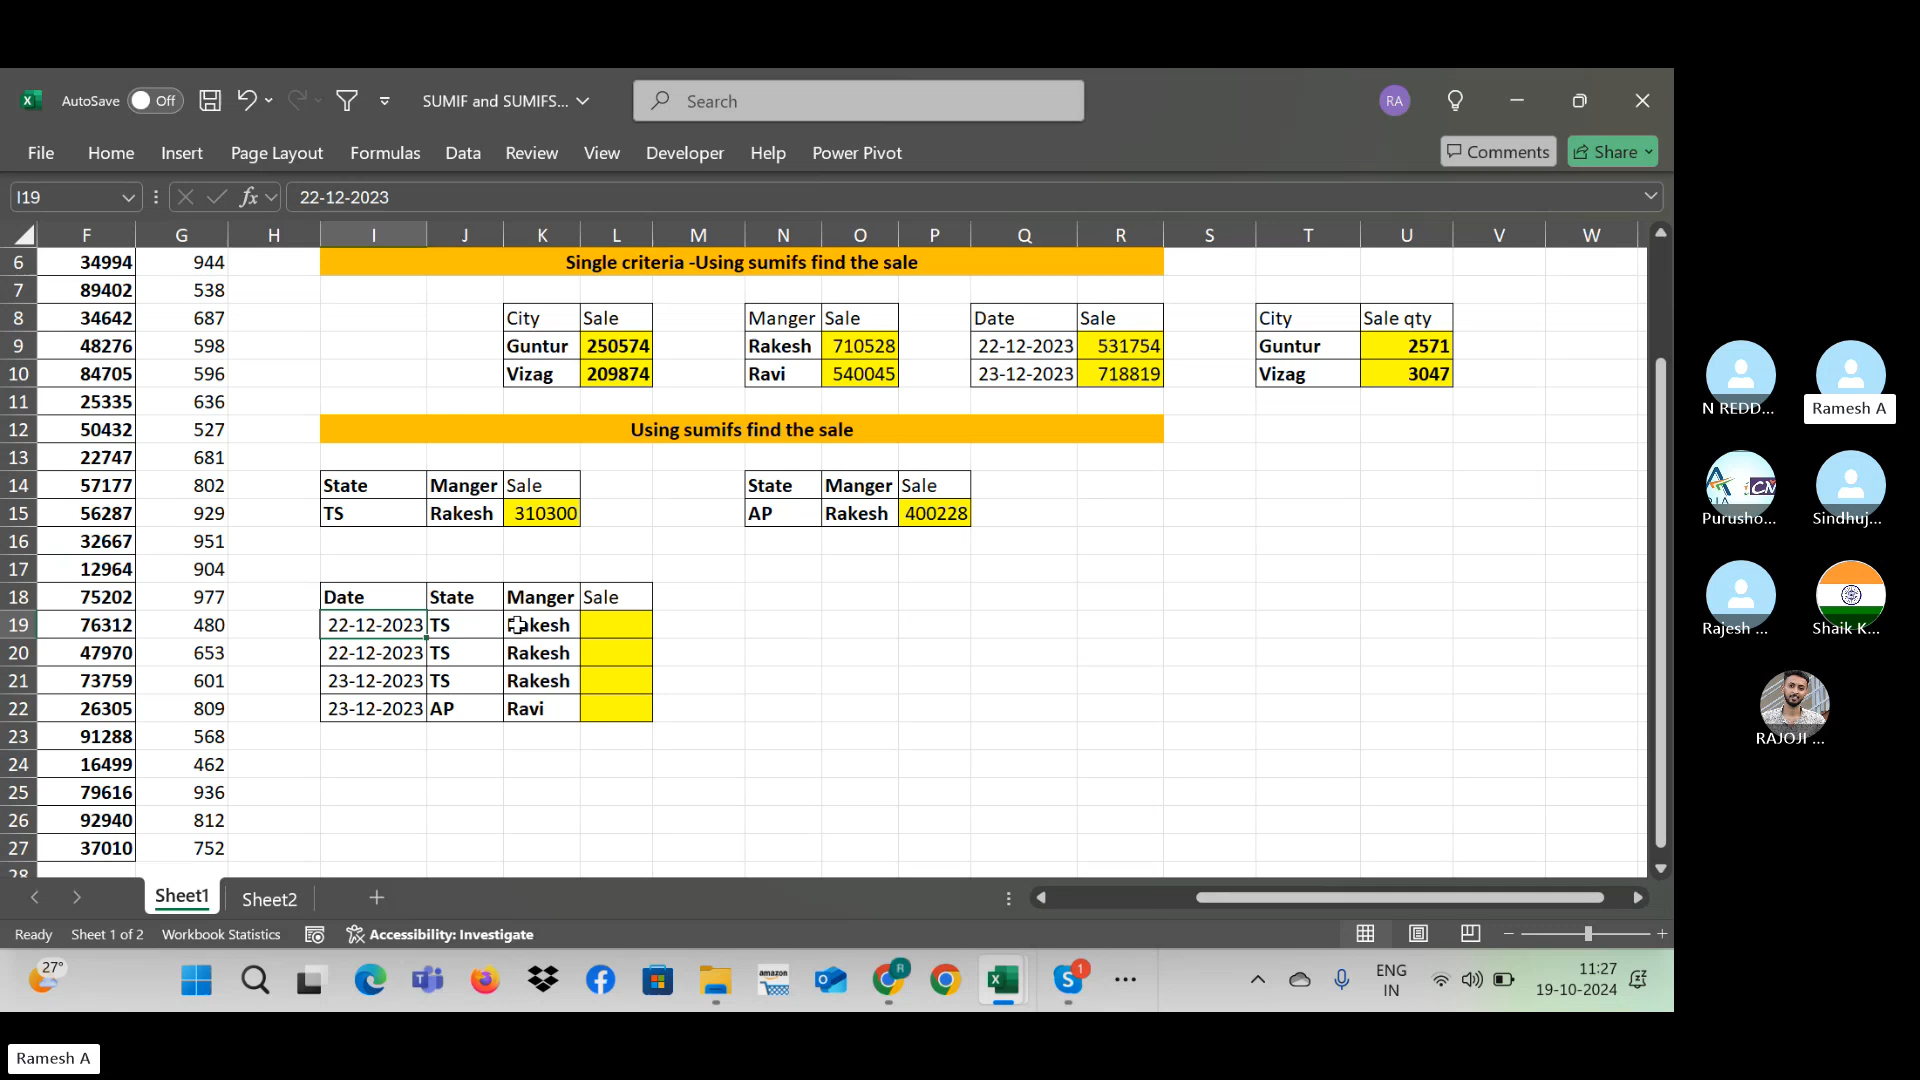 AutoSave Off SUMIF and SUMIFS... Search RA
File Home Insert Page Layout Formulas Data Review View Developer Help Power Pivot Comments Share
I19 fx 22-12-2023
F G H I J K L M N O P Q R S T U V W
6 34994 944 Single criteria -Using sumifs find the sale
7 89402 538
8 34642 687 City Sale Manger Sale Date Sale City Sale qty
9 48276 598 Guntur 250574 Rakesh 710528 22-12-2023 531754 Guntur 2571
10 84705 596 Vizag 209874 Ravi 540045 23-12-2023 718819 Vizag 3047
11 25335 636
12 50432 527 Using sumifs find the sale
13 22747 681
14 57177 802 State Manger Sale State Manger Sale
15 56287 929 TS Rakesh 310300 AP Rakesh 400228
16 32667 951
17 12964 904
18 75202 977 Date State Manger Sale
19 76312 480 22-12-2023 TS Rakesh
20 47970 653 22-12-2023 TS Rakesh
21 73759 601 23-12-2023 TS Rakesh
22 26305 809 23-12-2023 AP Ravi
23 91288 568
24 16499 462
25 79616 936
26 92940 812
27 37010 752
28
Sheet1 Sheet2
Ready Sheet 1 of 2 Workbook Statistics Accessibility: Investigate
27° amazon R 1 ENG 11:27
IN 19-10-2024
N REDD... Ramesh A
Purusho... Sindhuj...
Rajesh ... Shaik K...
RAJOJI ...
Ramesh A